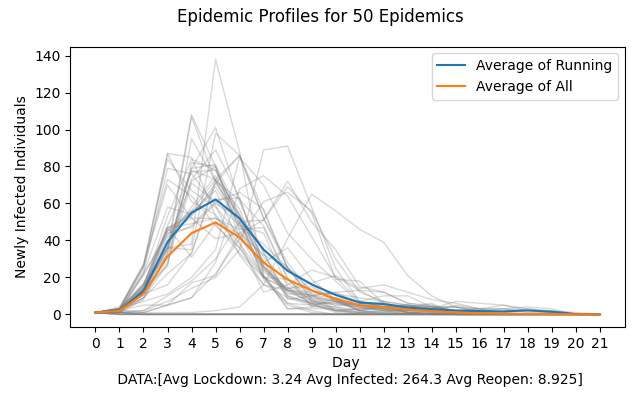 Epidemic Profiles for 50 Epidemics
140
120
100
80
60
40
20
0
Newly Infected Individuals
Average of Running
Average of All
0 1 2 3 4 5 6 7 8 9 10 11 12 13 14 15 16 17 18 19 20 21
Day
DATA:[Avg Lockdown: 3.24 Avg Infected: 264.3 Avg Reopen: 8.925]